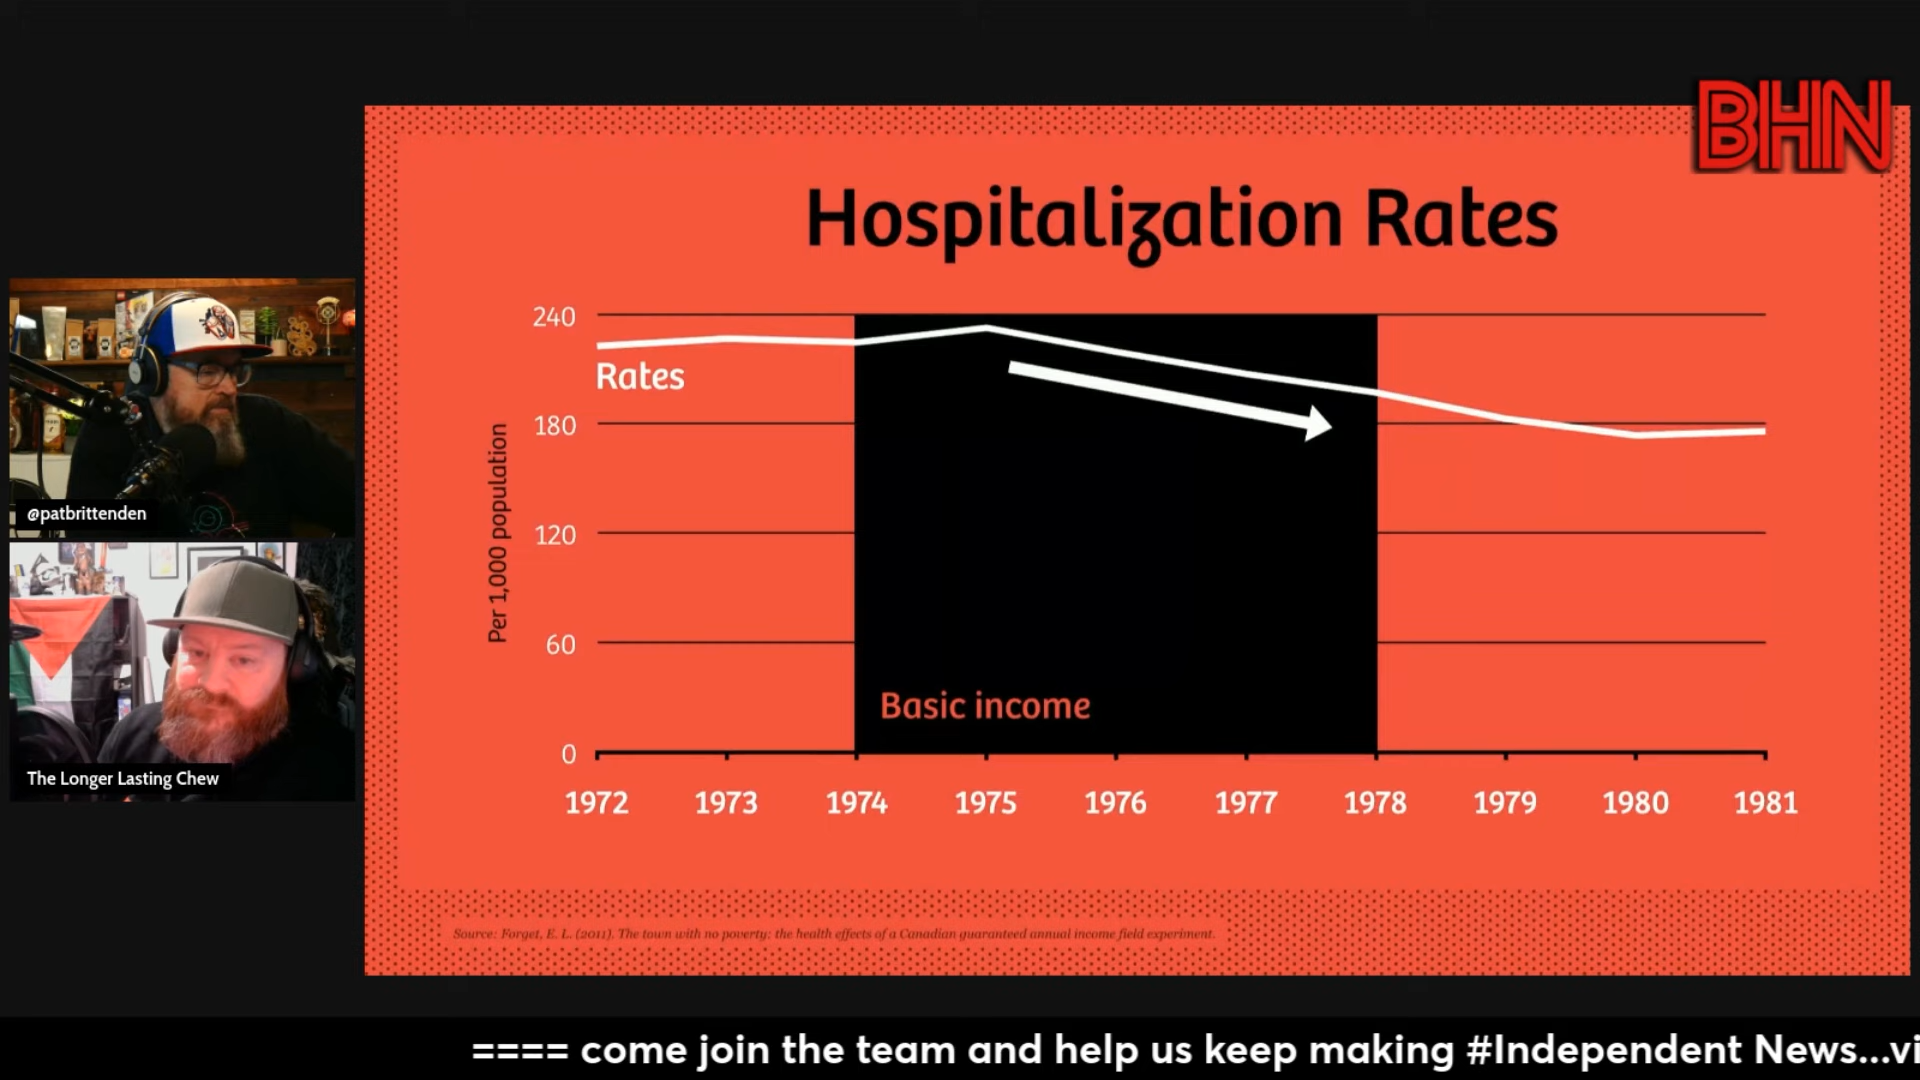 BHN
Hospitalization Rates
240
Rates
180
Per 1,000 population
120
60
Basic income
0
1972 1973 1974 1975 1976 1977 1978 1979 1980 1981
@patbrittenden
The Longer Lasting Chew
Source: Forget, E. L. (2011). The town with no poverty: the health effects of a Canadian guaranteed annual income field experiment.
==== come join the team and help us keep making #Independent News...vi